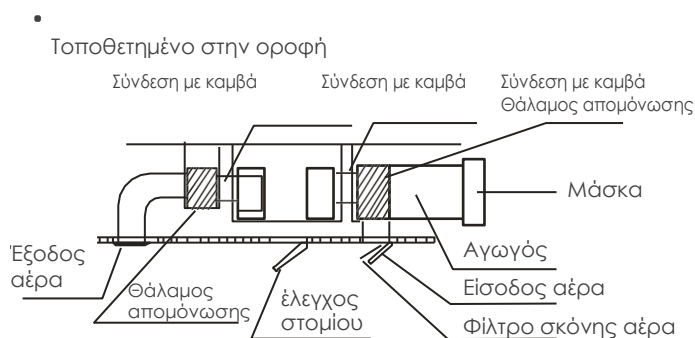 Τοποθετημένο στην οροφή
Σύνδεση με καμβά
Σύνδεση με καμβά
Σύνδεση με καμβά
Θάλαμος απομόνωσης
Μάσκα
Έξοδος
αέρα
Θάλαμος
απομόνωσης
έλεγχος
στομίου
Αγωγός
Είσοδος αέρα
Φίλτρο σκόνης αέρα